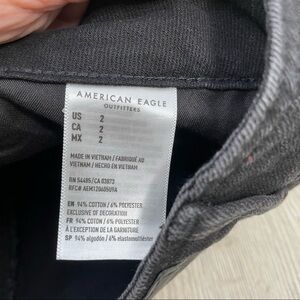 AMERICAN EAGLE
OUTFITTERS
US 2
CA 2
MX 2
MADE IN VIETNAM / FABRIQUÉ AU
VIETNAM / HECHO EN VIETNAM
RN 54485/CA 03073
EN 94% COTTON / 6% POLYESTER
EXCLUSIVE OF DECORATION
FR 94% COTON / 6% POLYESTER
À L'EXCEPTION DE LA GARNITURE
SP 94% algodón / 6%